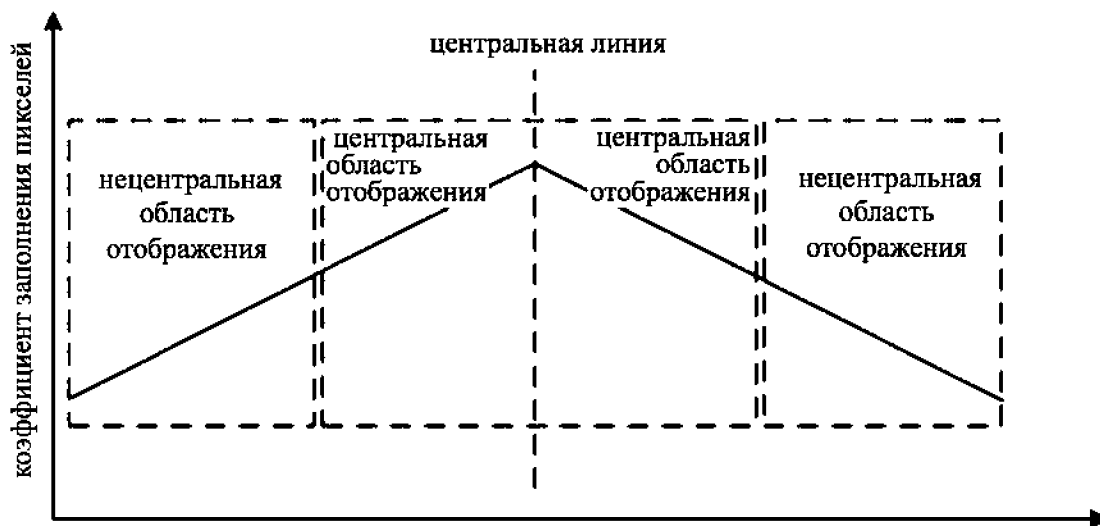 коэффициент заполнения пикселей
центральная линия
нецентральная
область
отображения
центральная
область
отображения
центральная
область
отображения
нецентральная
область
отображения